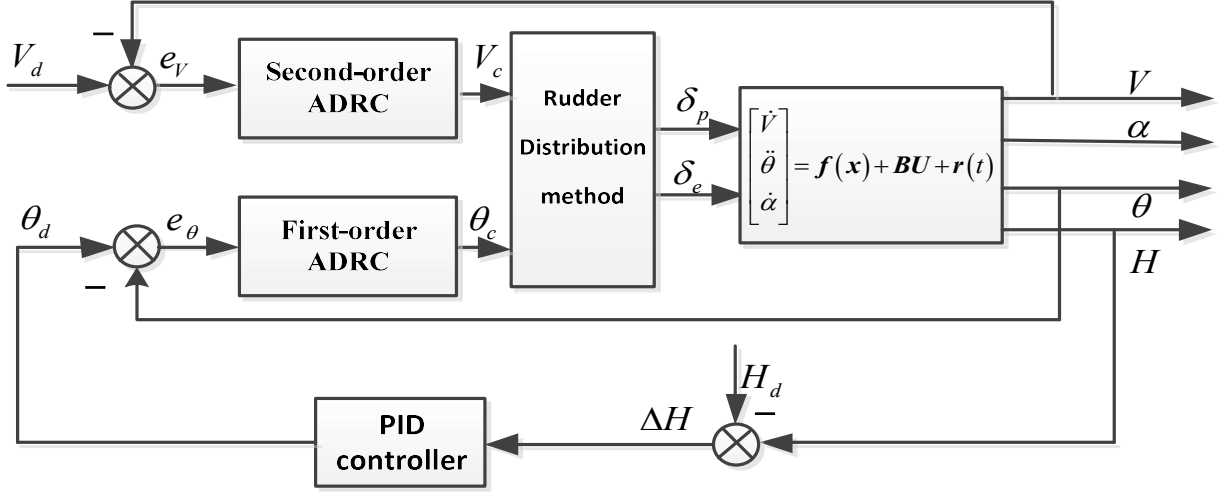 −
V_d
e_V
Second-order
ADRC
V_c
Rudder
Distribution
method
δ_p
δ_e
[V̇ θ̈ α̇] = f(x) + BU + r(t)
V
α
θ
H
θ_d
−
e_θ
First-order
ADRC
θ_c
H_d
−
ΔH
PID
controller